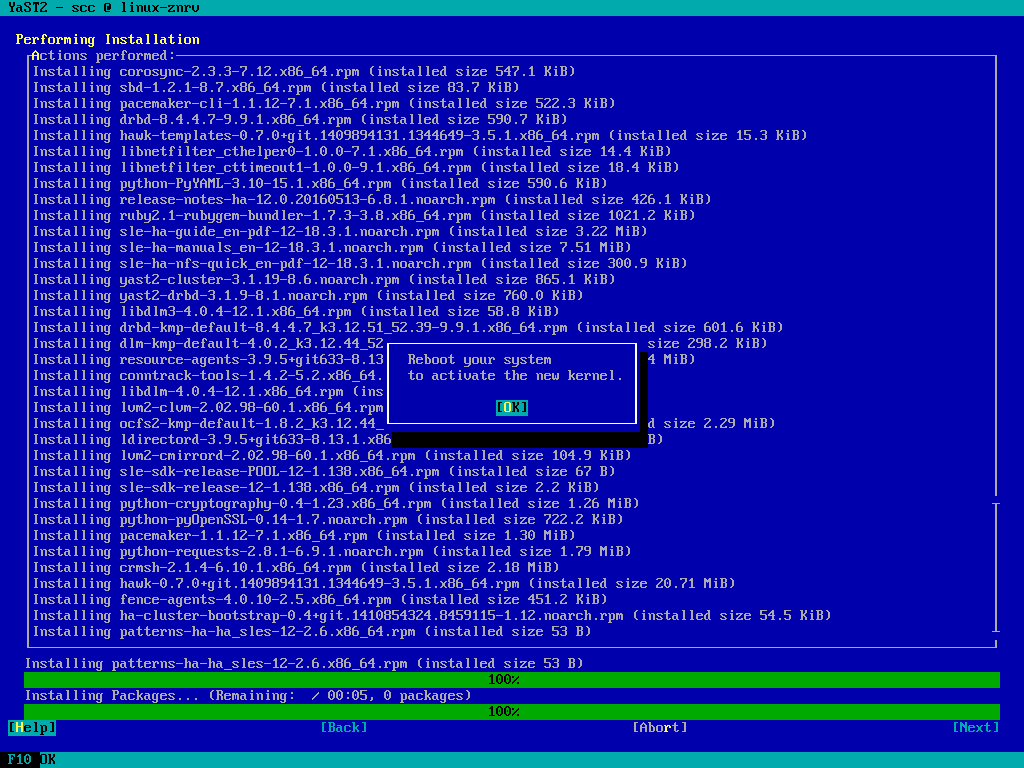 YaST2 - scc @ linux-znrv
Performing Installation
Actions performed:
Installing corosync-2.3.3-7.12.x86_64.rpm (installed size 547.1 KiB)
Installing sbd-1.2.1-8.7.x86_64.rpm (installed size 83.7 KiB)
Installing pacemaker-cli-1.1.12-7.1.x86_64.rpm (installed size 522.3 KiB)
Installing drbd-8.4.4.7-9.9.1.x86_64.rpm (installed size 590.7 KiB)
Installing hawk-templates-0.7.0+git.1409894131.1344649-3.5.1.x86_64.rpm (installed size 15.3 KiB)
Installing libnetfilter_cthelper0-1.0.0-7.1.x86_64.rpm (installed size 14.4 KiB)
Installing libnetfilter_cttimeout1-1.0.0-9.1.x86_64.rpm (installed size 18.4 KiB)
Installing python-PyYAML-3.10-15.1.x86_64.rpm (installed size 590.6 KiB)
Installing release-notes-ha-12.0.20160513-6.8.1.noarch.rpm (installed size 426.1 KiB)
Installing ruby2.1-rubygem-bundler-1.7.3-3.8.x86_64.rpm (installed size 1021.2 KiB)
Installing sle-ha-guide_en-pdf-12-18.3.1.noarch.rpm (installed size 3.22 MiB)
Installing sle-ha-manuals_en-12-18.3.1.noarch.rpm (installed size 7.51 MiB)
Installing sle-ha-nfs-quick_en-pdf-12-18.3.1.noarch.rpm (installed size 300.9 KiB)
Installing yast2-cluster-3.1.19-8.6.noarch.rpm (installed size 865.1 KiB)
Installing yast2-drbd-3.1.9-8.1.noarch.rpm (installed size 760.0 KiB)
Installing libdlm3-4.0.4-12.1.x86_64.rpm (installed size 58.8 KiB)
Installing drbd-kmp-default-8.4.4.7_k3.12.51_52.39-9.9.1.x86_64.rpm (installed size 601.6 KiB)
Installing dlm-kmp-default-4.0.2_k3.12.44_52 size 298.2 KiB)
Installing resource-agents-3.9.5+git633-8.13 4 MiB)
Installing conntrack-tools-1.4.2-5.2.x86_64.
Installing libdlm-4.0.4-12.1.x86_64.rpm (ins
Installing lvm2-clvm-2.02.98-60.1.x86_64.rpm
Installing ocfs2-kmp-default-1.8.2_k3.12.44_ d size 2.29 MiB)
Installing ldirectord-3.9.5+git633-8.13.1.x86 B)
Reboot your system
to activate the new kernel.
[OK]
Installing lvm2-cmirrord-2.02.98-60.1.x86_64.rpm (installed size 104.9 KiB)
Installing sle-sdk-release-POOL-12-1.138.x86_64.rpm (installed size 67 B)
Installing sle-sdk-release-12-1.138.x86_64.rpm (installed size 2.2 KiB)
Installing python-cryptography-0.4-1.23.x86_64.rpm (installed size 1.26 MiB)
Installing python-pyOpenSSL-0.14-1.7.noarch.rpm (installed size 722.2 KiB)
Installing pacemaker-1.1.12-7.1.x86_64.rpm (installed size 1.30 MiB)
Installing python-requests-2.8.1-6.9.1.noarch.rpm (installed size 1.79 MiB)
Installing crmsh-2.1.4-6.10.1.x86_64.rpm (installed size 2.18 MiB)
Installing hawk-0.7.0+git.1409894131.1344649-3.5.1.x86_64.rpm (installed size 20.71 MiB)
Installing fence-agents-4.0.10-2.5.x86_64.rpm (installed size 451.2 KiB)
Installing ha-cluster-bootstrap-0.4+git.1410854324.8459115-1.12.noarch.rpm (installed size 54.5 KiB)
Installing patterns-ha-ha_sles-12-2.6.x86_64.rpm (installed size 53 B)
Installing patterns-ha-ha_sles-12-2.6.x86_64.rpm (installed size 53 B)
100%
Installing Packages... (Remaining:  / 00:05, 0 packages)
100%
[Help] [Back] [Abort] [Next]
F10 OK